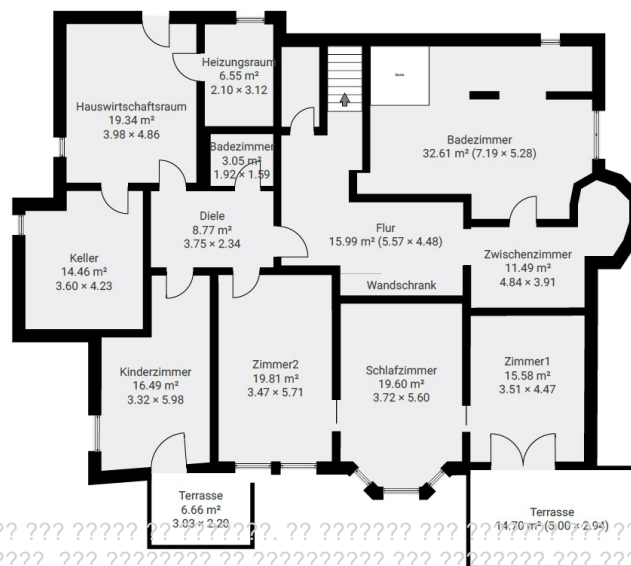 Heizungsraum
6.55 m²
2.10 × 3.12
Hauswirtschaftsraum
19.34 m²
3.98 × 4.86
Badezimmer
3.05 m²
1.92 × 1.59
Badezimmer
32.61 m² (7.19 × 5.28)
Diele
8.77 m²
3.75 × 2.34
Flur
15.99 m² (5.57 × 4.48)
Keller
14.46 m²
3.60 × 4.23
Zwischenzimmer
11.49 m²
4.84 × 3.91
Wandschrank
Kinderzimmer
16.49 m²
3.32 × 5.98
Zimmer2
19.81 m²
3.47 × 5.71
Schlafzimmer
19.60 m²
3.72 × 5.60
Zimmer1
15.58 m²
3.51 × 4.47
Terrasse
6.66 m²
3.03 × 2.20
Terrasse
14.70 m² (5.00 × 2.94)